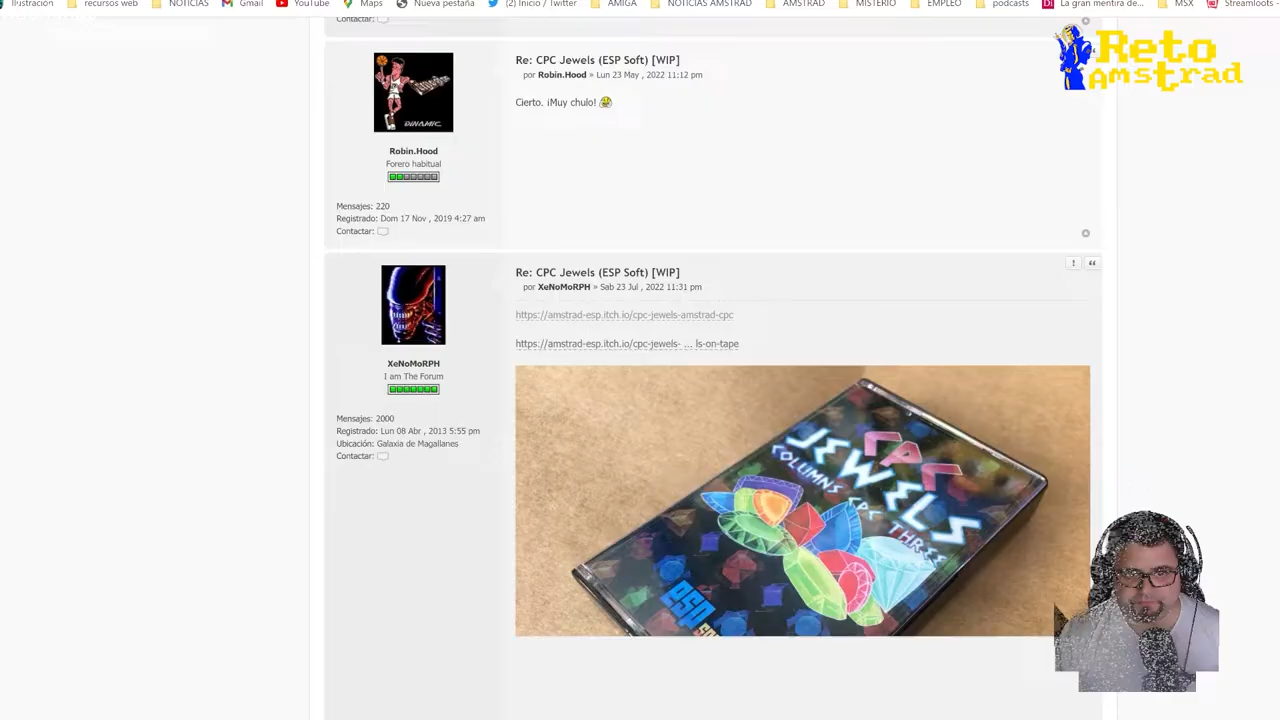 Ilustración
recursos web
NOTICIAS
Gmail
YouTube
Maps
Nueva pestaña
(2) Inicio / Twitter
AMIGA
NOTICIAS AMSTRAD
AMSTRAD
MISTERIO
EMPLEO
podcasts
La gran mentira de...
MSX
Streamloots -
Contactar:
Reto
Amstrad
Re: CPC Jewels (ESP Soft) [WIP]
por Robin.Hood » Lun 23 May , 2022 11:12 pm
Cierto. ¡Muy chulo!
DINAMIC
Robin.Hood
Forero habitual
Mensajes: 220
Registrado: Dom 17 Nov , 2019 4:27 am
Contactar:
Re: CPC Jewels (ESP Soft) [WIP]
por XeNoMoRPH » Sab 23 Jul , 2022 11:31 pm
https://amstrad-esp.itch.io/cpc-jewels-amstrad-cpc
https://amstrad-esp.itch.io/cpc-jewels- ... ls-on-tape
XeNoMoRPH
I am The Forum
Mensajes: 2000
Registrado: Lun 08 Abr , 2013 5:55 pm
Ubicación: Galaxia de Magallanes
Contactar:
CPC
JEWELS
COLUMNS CPC THREE
esp